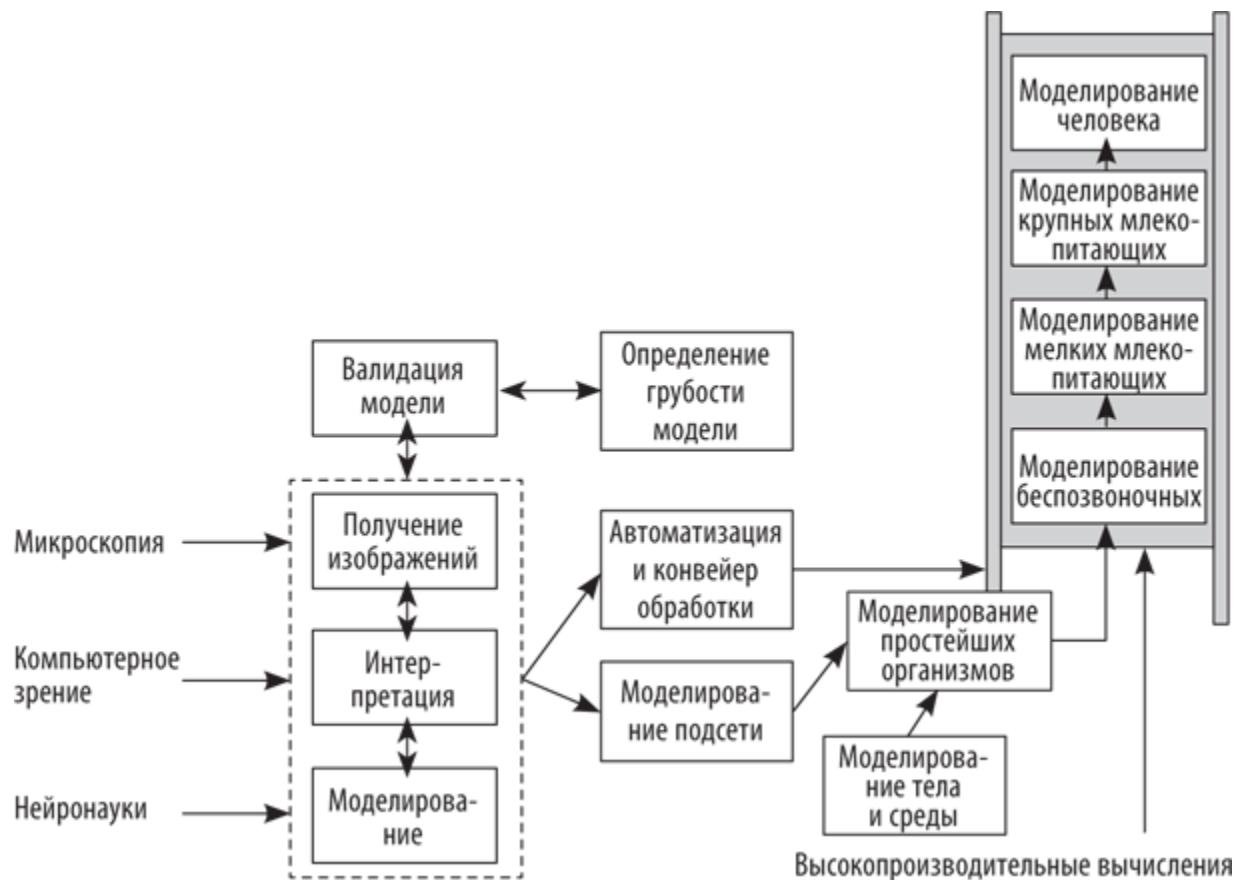 Моделирование
человека
Моделирование
крупных млеко-
питающих
Моделирование
мелких млеко-
питающих
Моделирование
беспозвоночных
Валидация
модели
Определение
грубости
модели
Микроскопия
Получение
изображений
Автоматизация
и конвейер
обработки
Моделирование
простейших
организмов
Компьютерное
зрение
Интер-
претация
Моделирова-
ние подсети
Моделирова-
ние тела
и среды
Нейронауки
Моделирова-
ние
Высокопроизводительные вычисления